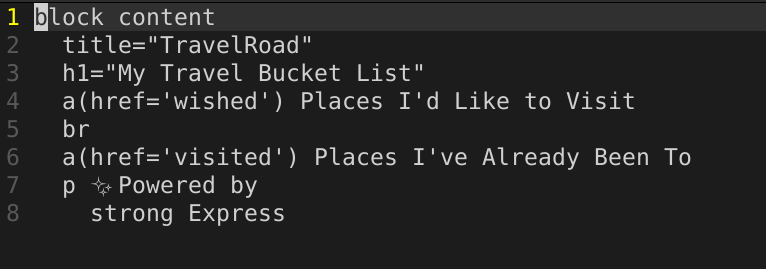 1 block content
2   title="TravelRoad"
3   h1="My Travel Bucket List"
4   a(href='wished') Places I'd Like to Visit
5   br
6   a(href='visited') Places I've Already Been To
7   p ✨Powered by
8     strong Express